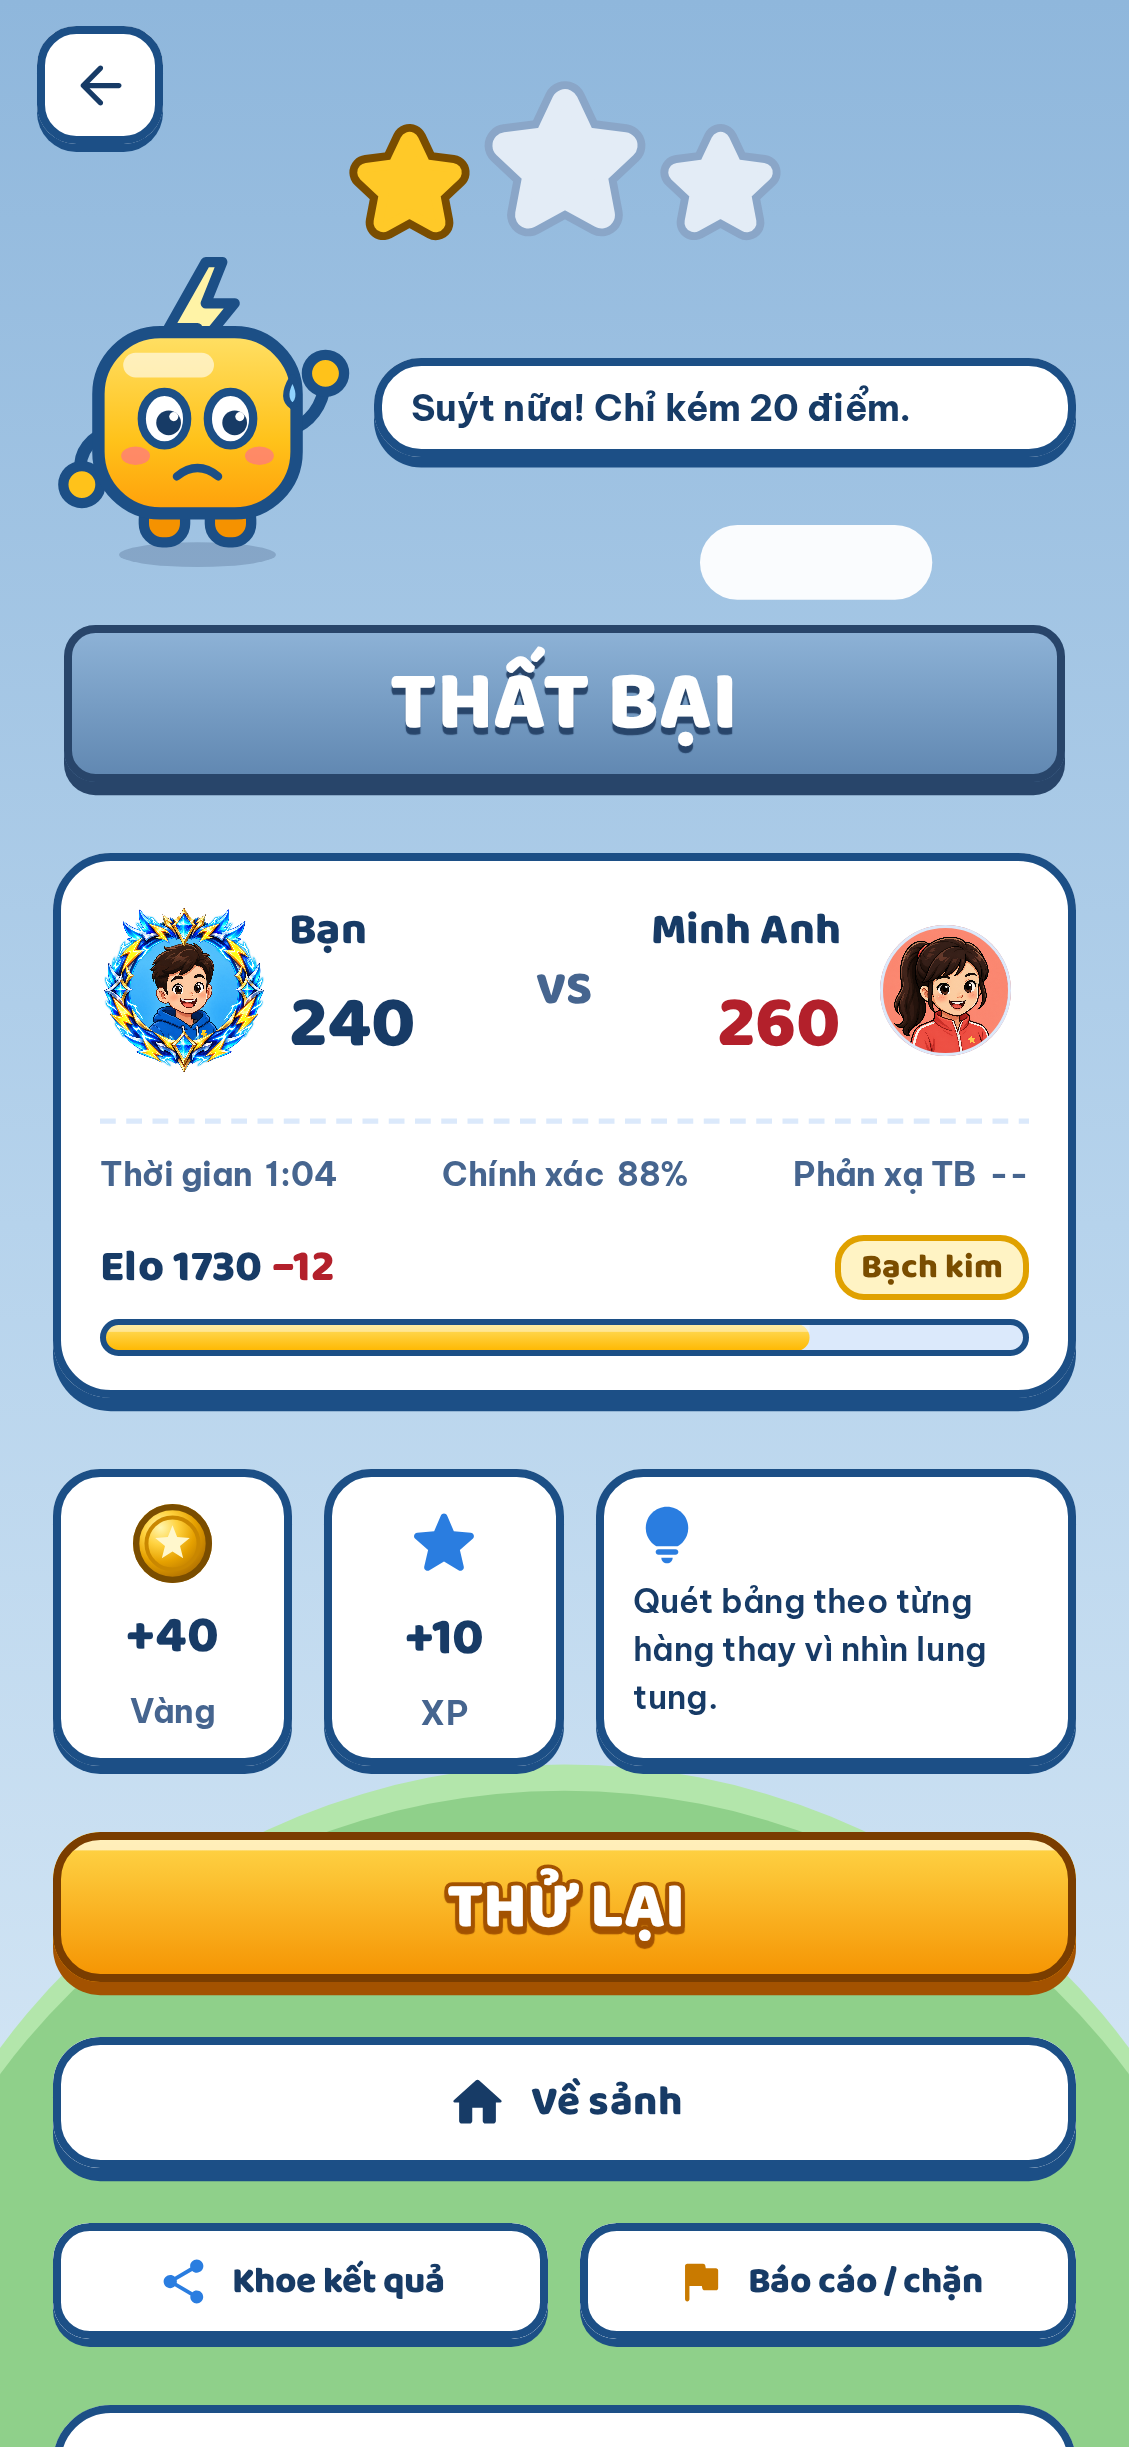 Suýt nữa! Chỉ kém 20 điểm.
THẤT BẠI
Bạn
240
VS
Minh Anh
260
Thời gian 1:04
Chính xác 88%
Phản xạ TB --
Elo 1730 –12
Bạch kim
+40
Vàng
+10
XP
Quét bảng theo từng
hàng thay vì nhìn lung
tung.
THỬ LẠI
Về sảnh
Khoe kết quả
Báo cáo / chặn